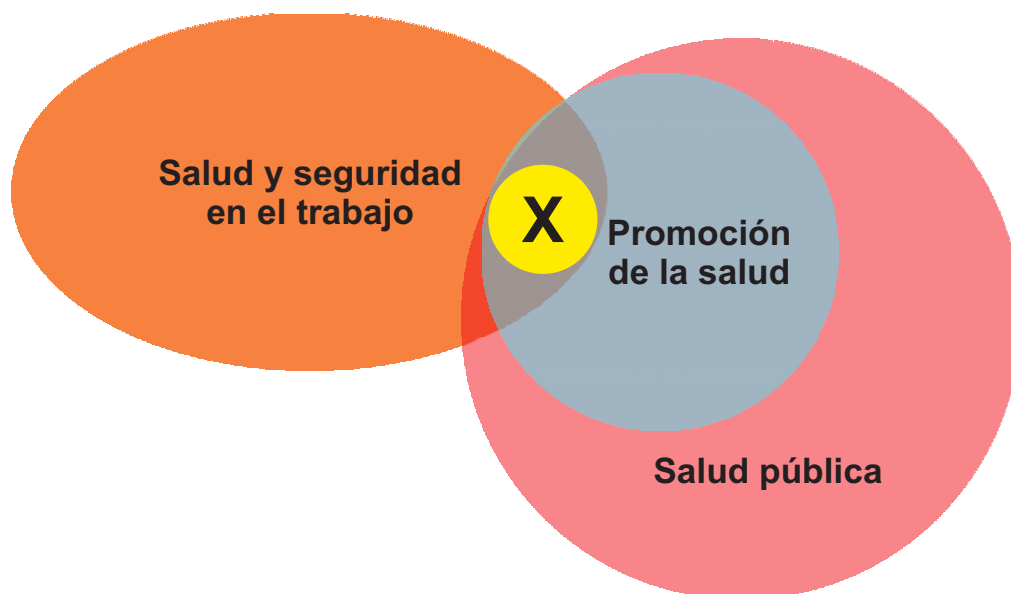 Salud y seguridad
en el trabajo
X
Promoción
de la salud
Salud pública